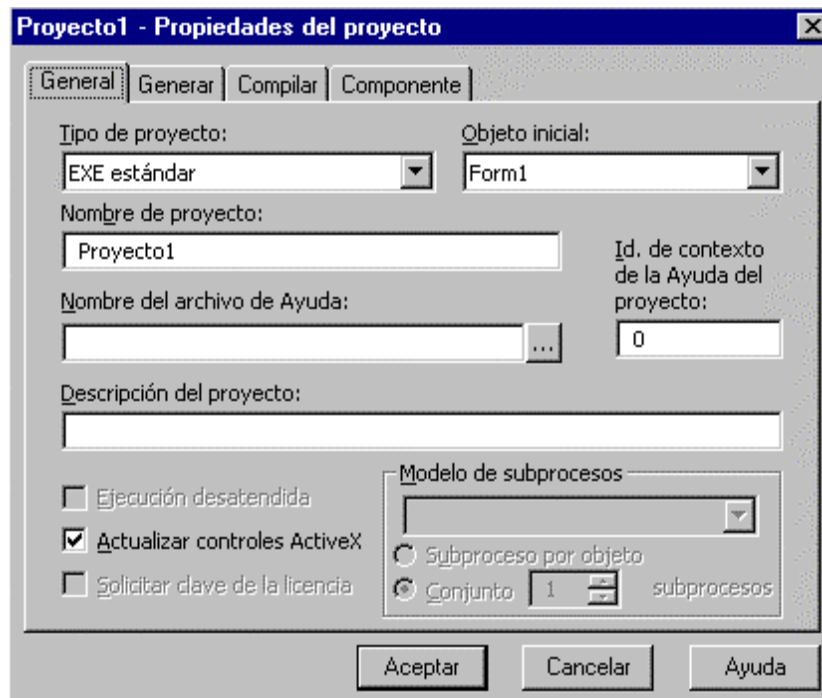 Proyecto1 - Propiedades del proyecto
General Generar Compilar Componente
Tipo de proyecto:
EXE estándar
Objeto inicial:
Form1
Nombre de proyecto:
Proyecto1
Id. de contexto
de la Ayuda del
proyecto:
0
Nombre del archivo de Ayuda:
...
Descripción del proyecto:
Ejecución desatendida
Actualizar controles ActiveX
Solicitar clave de la licencia
Modelo de subprocesos
Subproceso por objeto
Conjunto 1 subprocesos
Aceptar Cancelar Ayuda